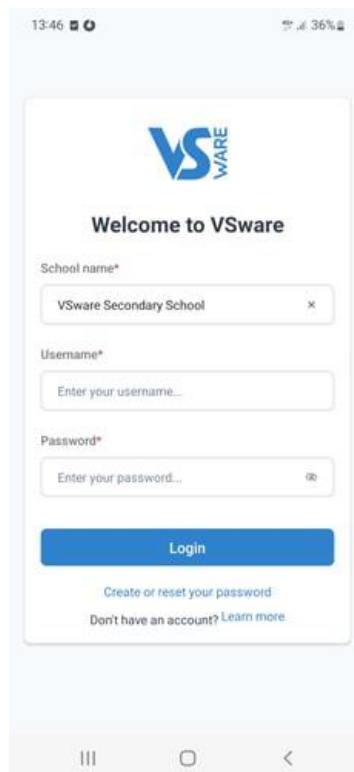 13:46 36%
VS
WARE
Welcome to VSware
School name*
VSware Secondary School ×
Username*
Enter your username...
Password*
Enter your password...
Login
Create or reset your password
Don't have an account? Learn more